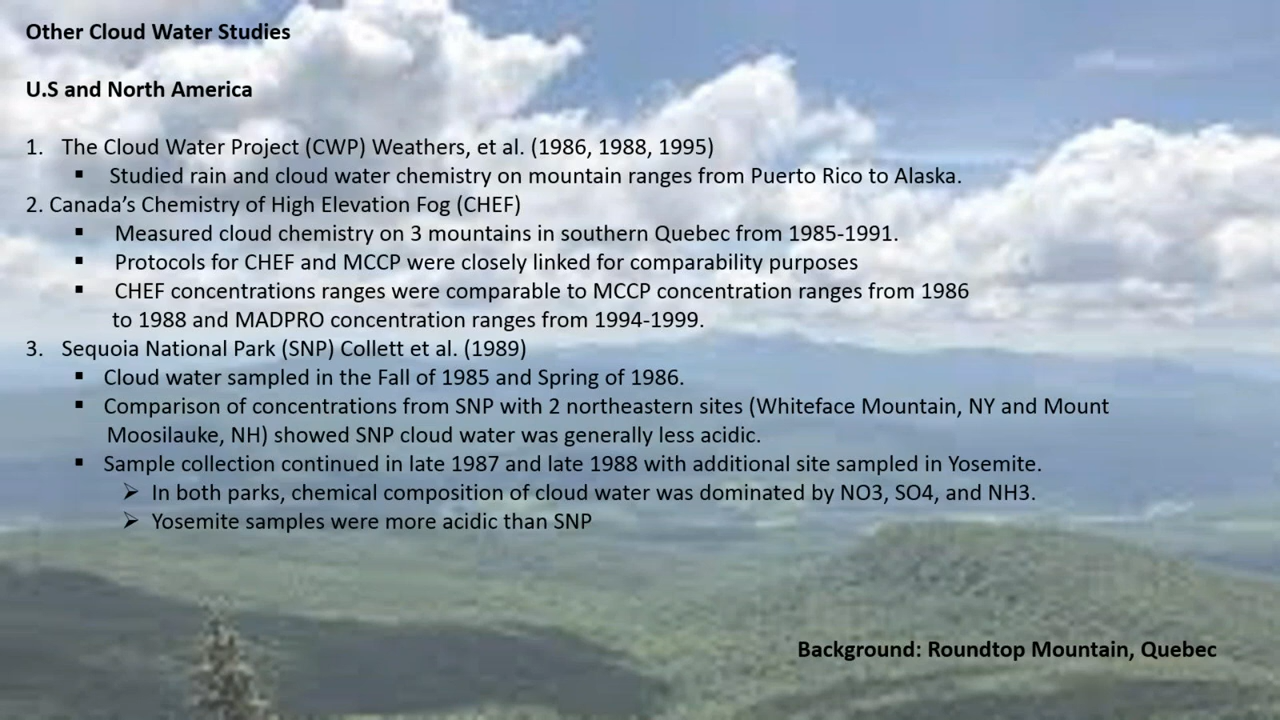 Other Cloud Water Studies
U.S and North America
1. The Cloud Water Project (CWP) Weathers, et al. (1986, 1988, 1995)
▪ Studied rain and cloud water chemistry on mountain ranges from Puerto Rico to Alaska.
2. Canada’s Chemistry of High Elevation Fog (CHEF)
▪ Measured cloud chemistry on 3 mountains in southern Quebec from 1985-1991.
▪ Protocols for CHEF and MCCP were closely linked for comparability purposes
▪ CHEF concentrations ranges were comparable to MCCP concentration ranges from 1986
to 1988 and MADPRO concentration ranges from 1994-1999.
3. Sequoia National Park (SNP) Collett et al. (1989)
▪ Cloud water sampled in the Fall of 1985 and Spring of 1986.
▪ Comparison of concentrations from SNP with 2 northeastern sites (Whiteface Mountain, NY and Mount
Moosilauke, NH) showed SNP cloud water was generally less acidic.
▪ Sample collection continued in late 1987 and late 1988 with additional site sampled in Yosemite.
➢ In both parks, chemical composition of cloud water was dominated by NO3, SO4, and NH3.
➢ Yosemite samples were more acidic than SNP
Background: Roundtop Mountain, Quebec